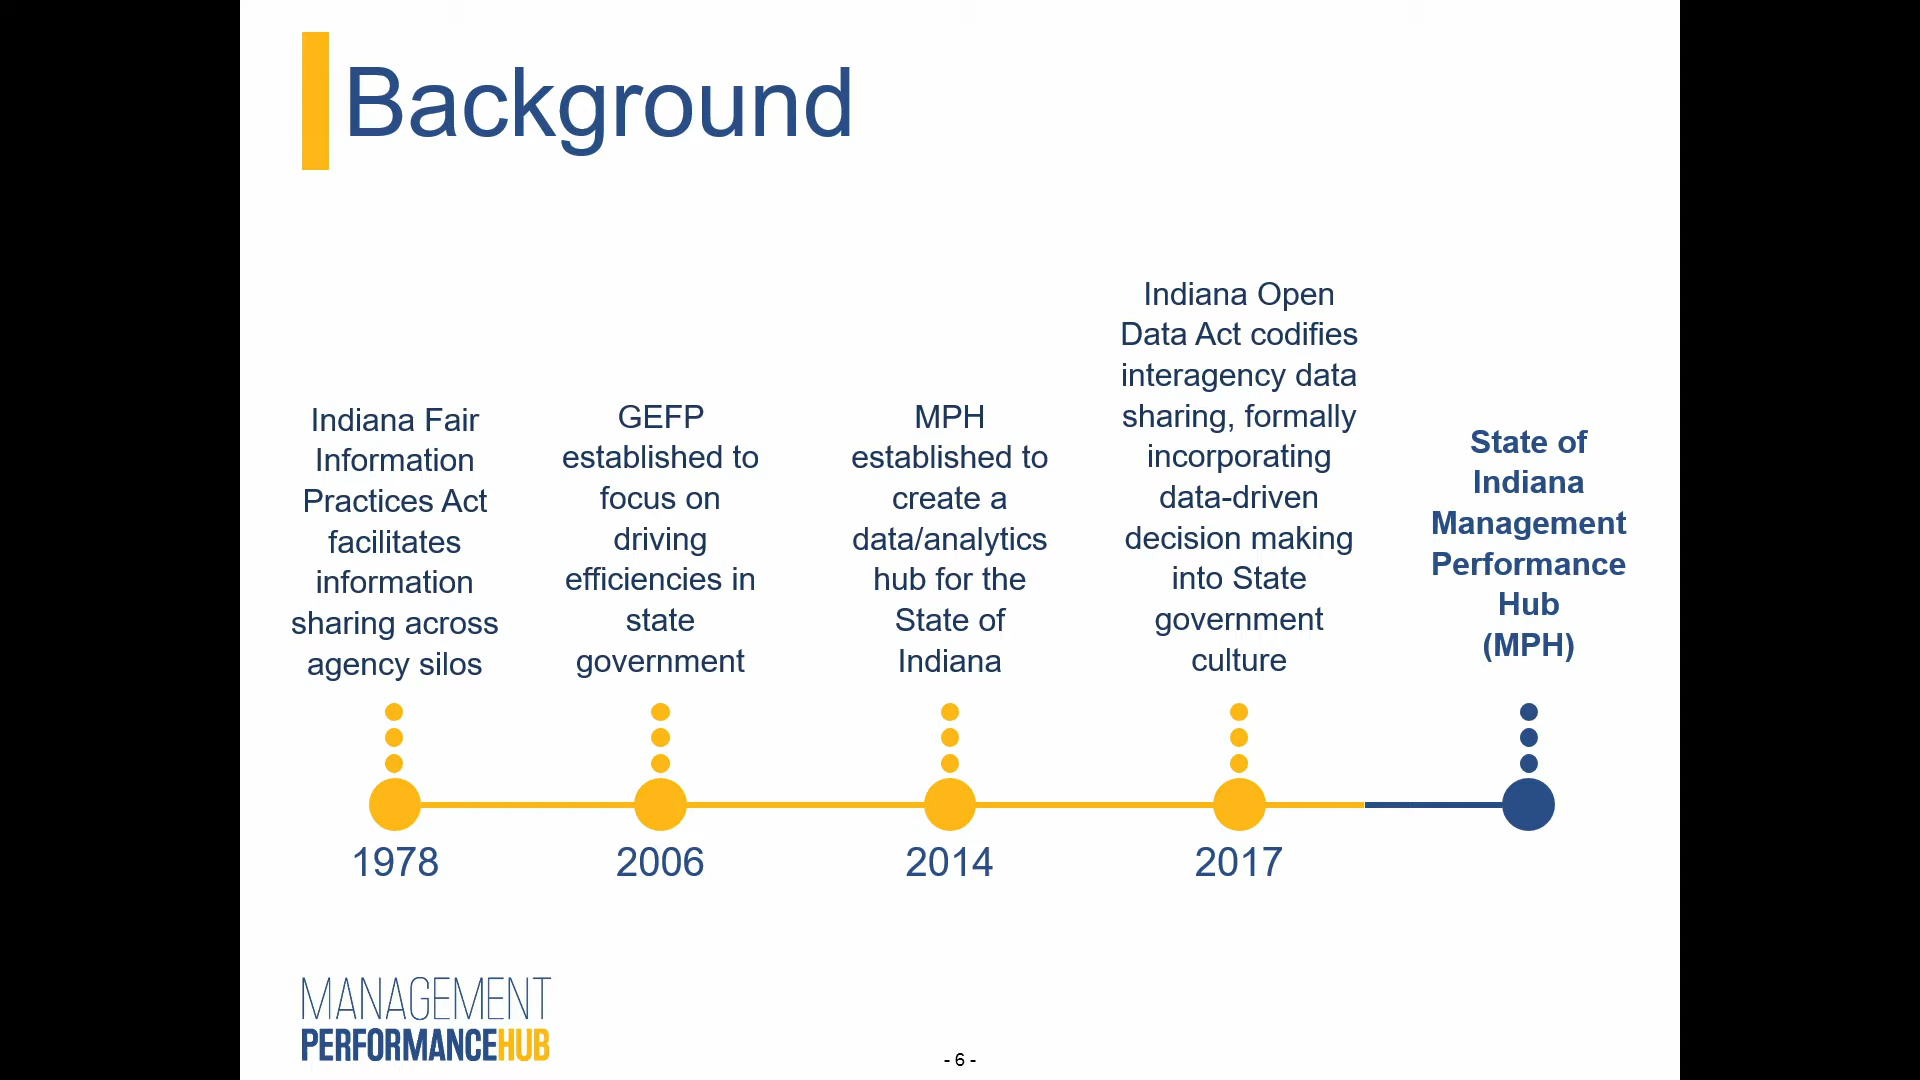 Background
Indiana Fair
Information
Practices Act
facilitates
information
sharing across
agency silos
1978
GEFP
established to
focus on
driving
efficiencies in
state
government
2006
MPH
established to
create a
data/analytics
hub for the
State of
Indiana
2014
Indiana Open
Data Act codifies
interagency data
sharing, formally
incorporating
data-driven
decision making
into State
government
culture
2017
State of
Indiana
Management
Performance
Hub
(MPH)
MANAGEMENT
PERFORMANCEHUB
- 6 -